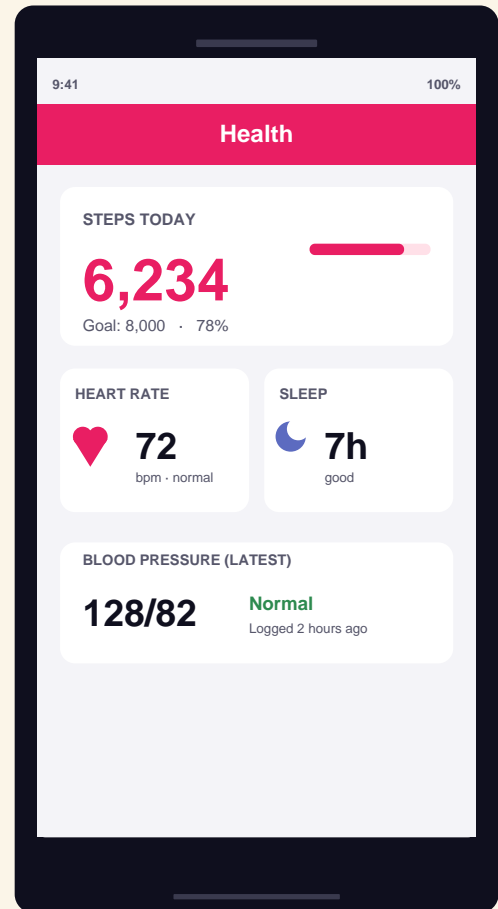 9:41 100%
Health
STEPS TODAY
6,234
Goal: 8,000 · 78%
HEART RATE
72
bpm · normal
SLEEP
7h
good
BLOOD PRESSURE (LATEST)
128/82
Normal
Logged 2 hours ago